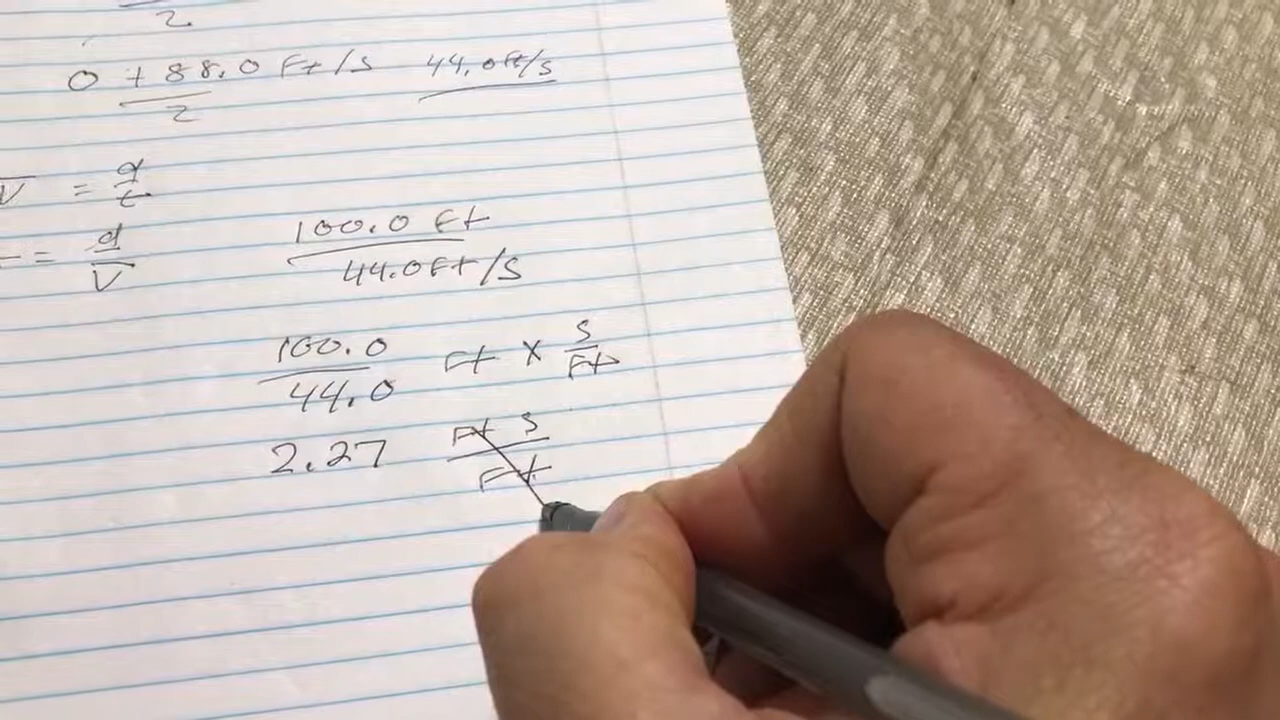 2
0 + 88.0 Ft/s 44.0 ft/s
2
V = d/t
= d/V
100.0 Ft
44.0 Ft/s
100.0 Ft x s/Ft
44.0
2.27 Ft s
Ft